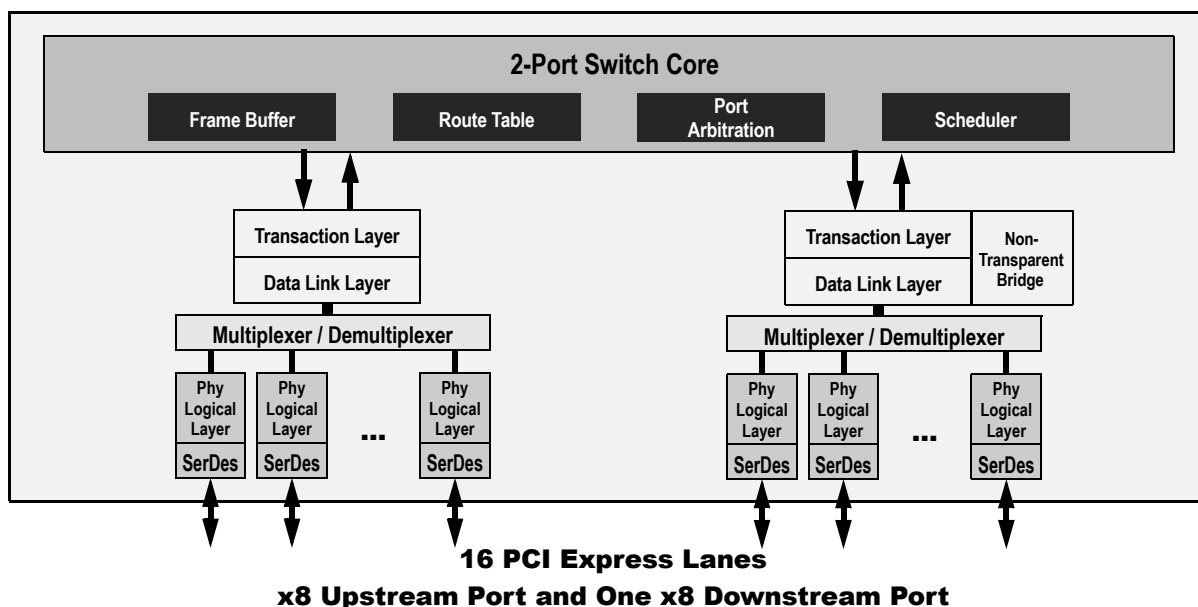 2-Port Switch Core
Frame Buffer
Route Table
Port
Arbitration
Scheduler
Transaction Layer
Data Link Layer
Multiplexer / Demultiplexer
Phy
Logical
Layer
SerDes
Phy
Logical
Layer
SerDes
...
Phy
Logical
Layer
SerDes
Transaction Layer
Data Link Layer
Non-
Transparent
Bridge
Multiplexer / Demultiplexer
Phy
Logical
Layer
SerDes
Phy
Logical
Layer
SerDes
...
Phy
Logical
Layer
SerDes
16 PCI Express Lanes
x8 Upstream Port and One x8 Downstream Port